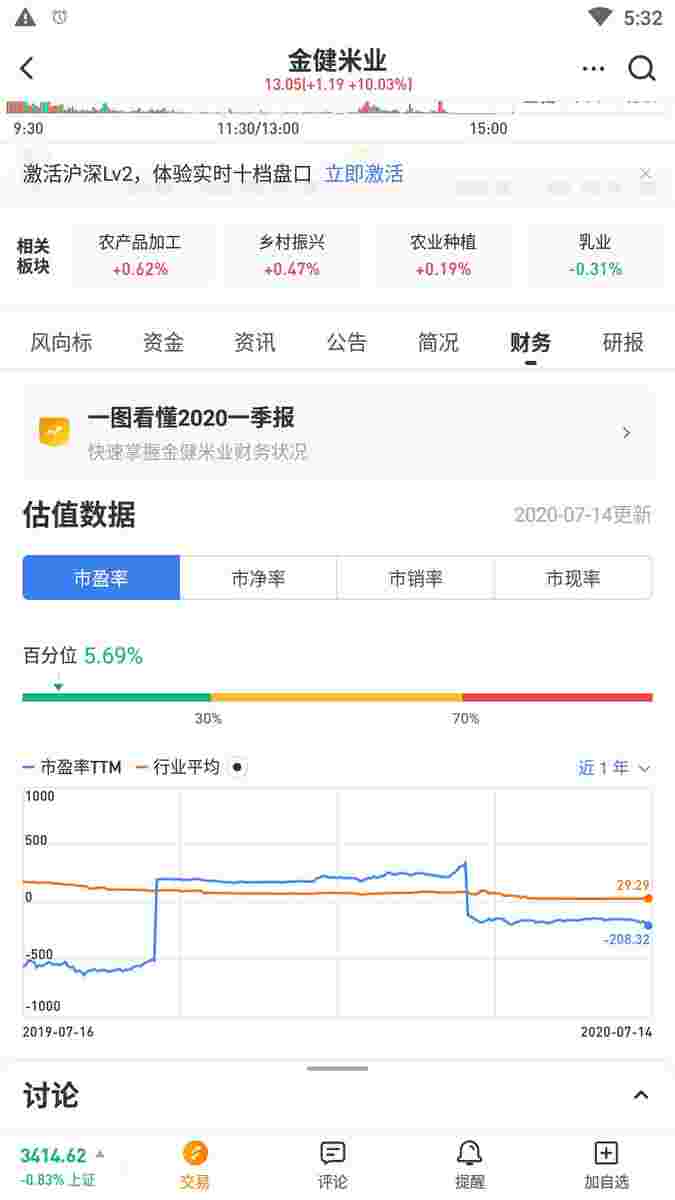 5:32
金健米业
13.05(+1.19 +10.03%)
9:30 11:30/13:00 15:00
激活沪深Lv2，体验实时十档盘口 立即激活
相关板块
农产品加工 乡村振兴 农业种植 乳业
+0.62% +0.47% +0.19% -0.31%
风向标 资金 资讯 公告 简况 财务 研报
一图看懂2020一季报
快速掌握金健米业财务状况
估值数据 2020-07-14更新
市盈率 市净率 市销率 市现率
百分位 5.69%
30% 70%
市盈率TTM 行业平均 近1年
1000
500
29.29
0
-208.32
-500
-1000
2019-07-16 2020-07-14
讨论
3414.62
-0.83% 上证
交易 评论 提醒 加自选